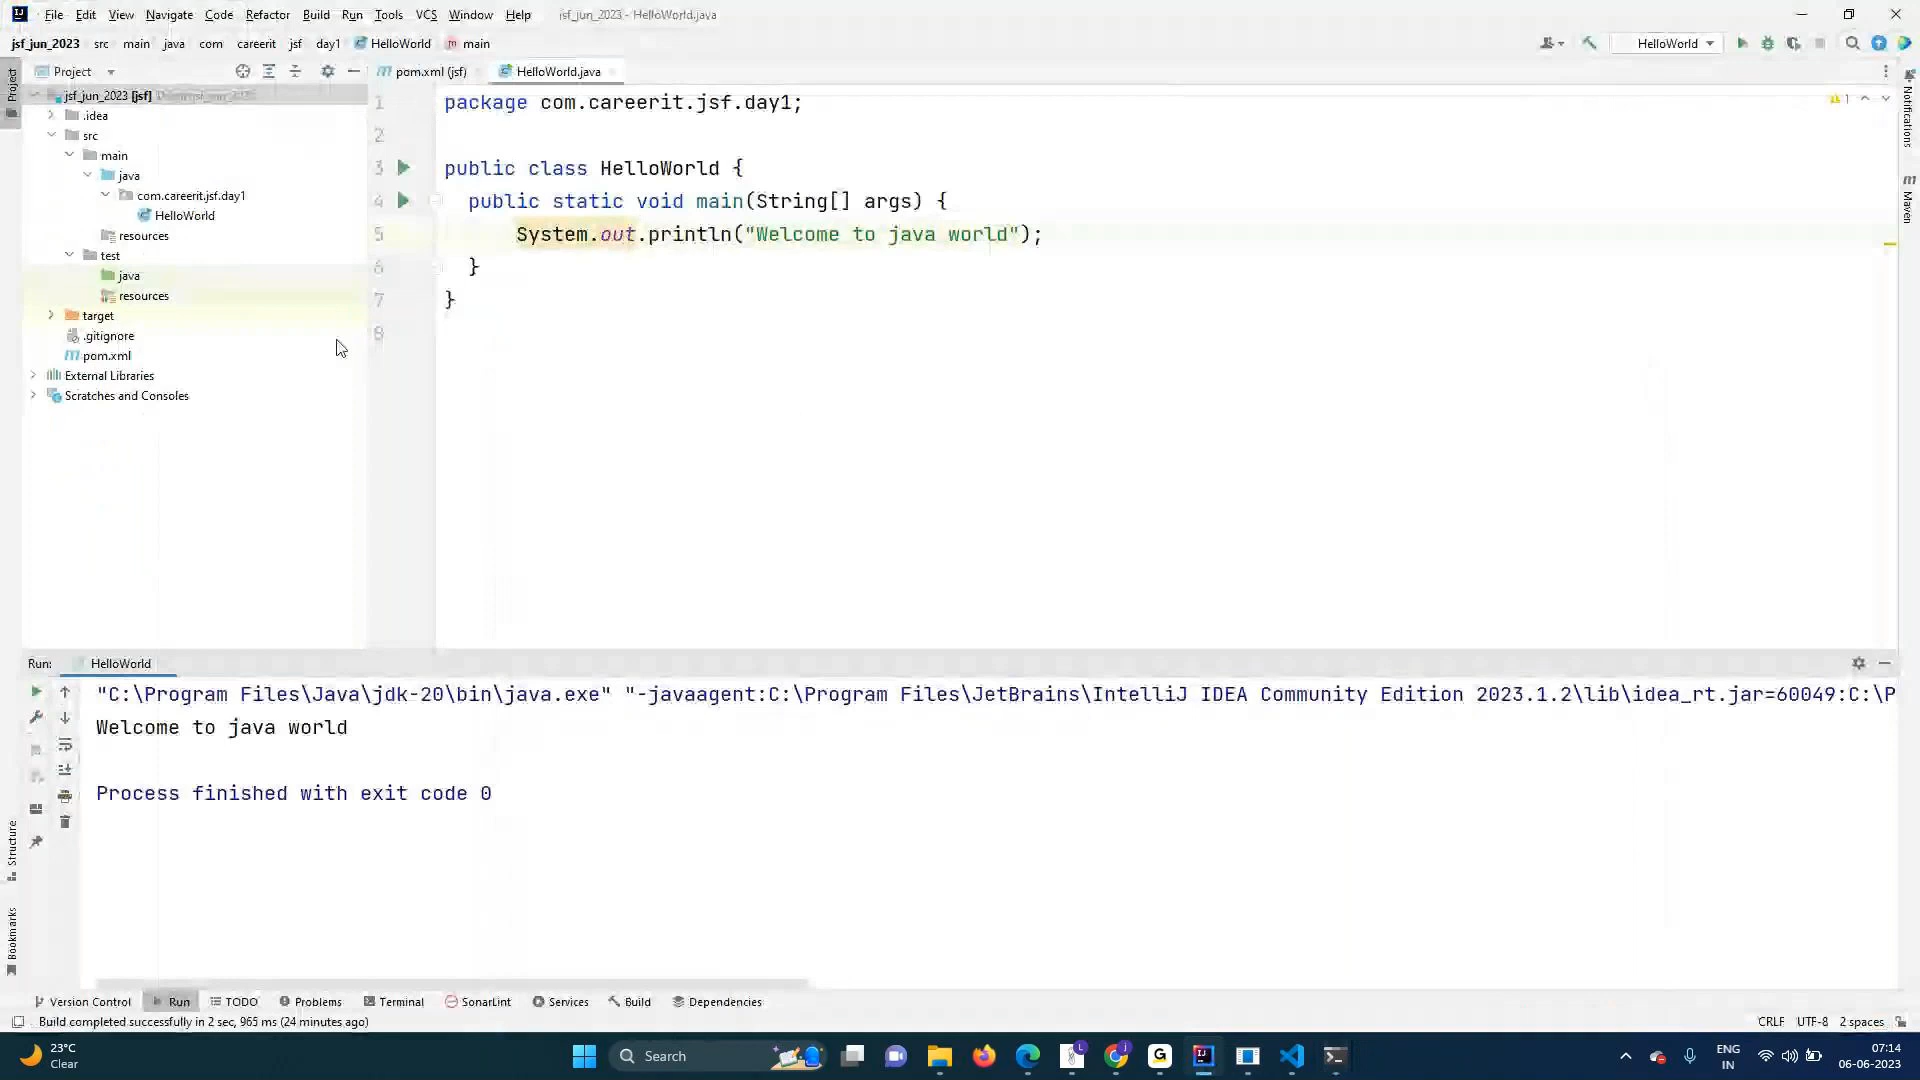 File Edit View Navigate Code Refactor Build Run Tools VCS Window Help jsf_jun_2023 - HelloWorld.java
jsf_jun_2023 src main java com careerit jsf day1 HelloWorld m main HelloWorld
Project
pom.xml (jsf) HelloWorld.java
jsf_jun_2023 [jsf]
.idea
src
main
java
com.careerit.jsf.day1
HelloWorld
resources
test
java
resources
target
.gitignore
pom.xml
External Libraries
Scratches and Consoles
1 package com.careerit.jsf.day1;
2
3 public class HelloWorld {
4 public static void main(String[] args) {
5 System.out.println("Welcome to java world");
6 }
7 }
8
1
Project
Structure
Bookmarks
Notifications
Maven
Run: HelloWorld
"C:\Program Files\Java\jdk-20\bin\java.exe" "-javaagent:C:\Program Files\JetBrains\IntelliJ IDEA Community Edition 2023.1.2\lib\idea_rt.jar=60049:C:\P
Welcome to java world
Process finished with exit code 0
Version Control Run TODO Problems Terminal SonarLint Services Build Dependencies
Build completed successfully in 2 sec, 965 ms (24 minutes ago) CRLF UTF-8 2 spaces
23°C
Clear
Search
ENG
IN
07:14
06-06-2023